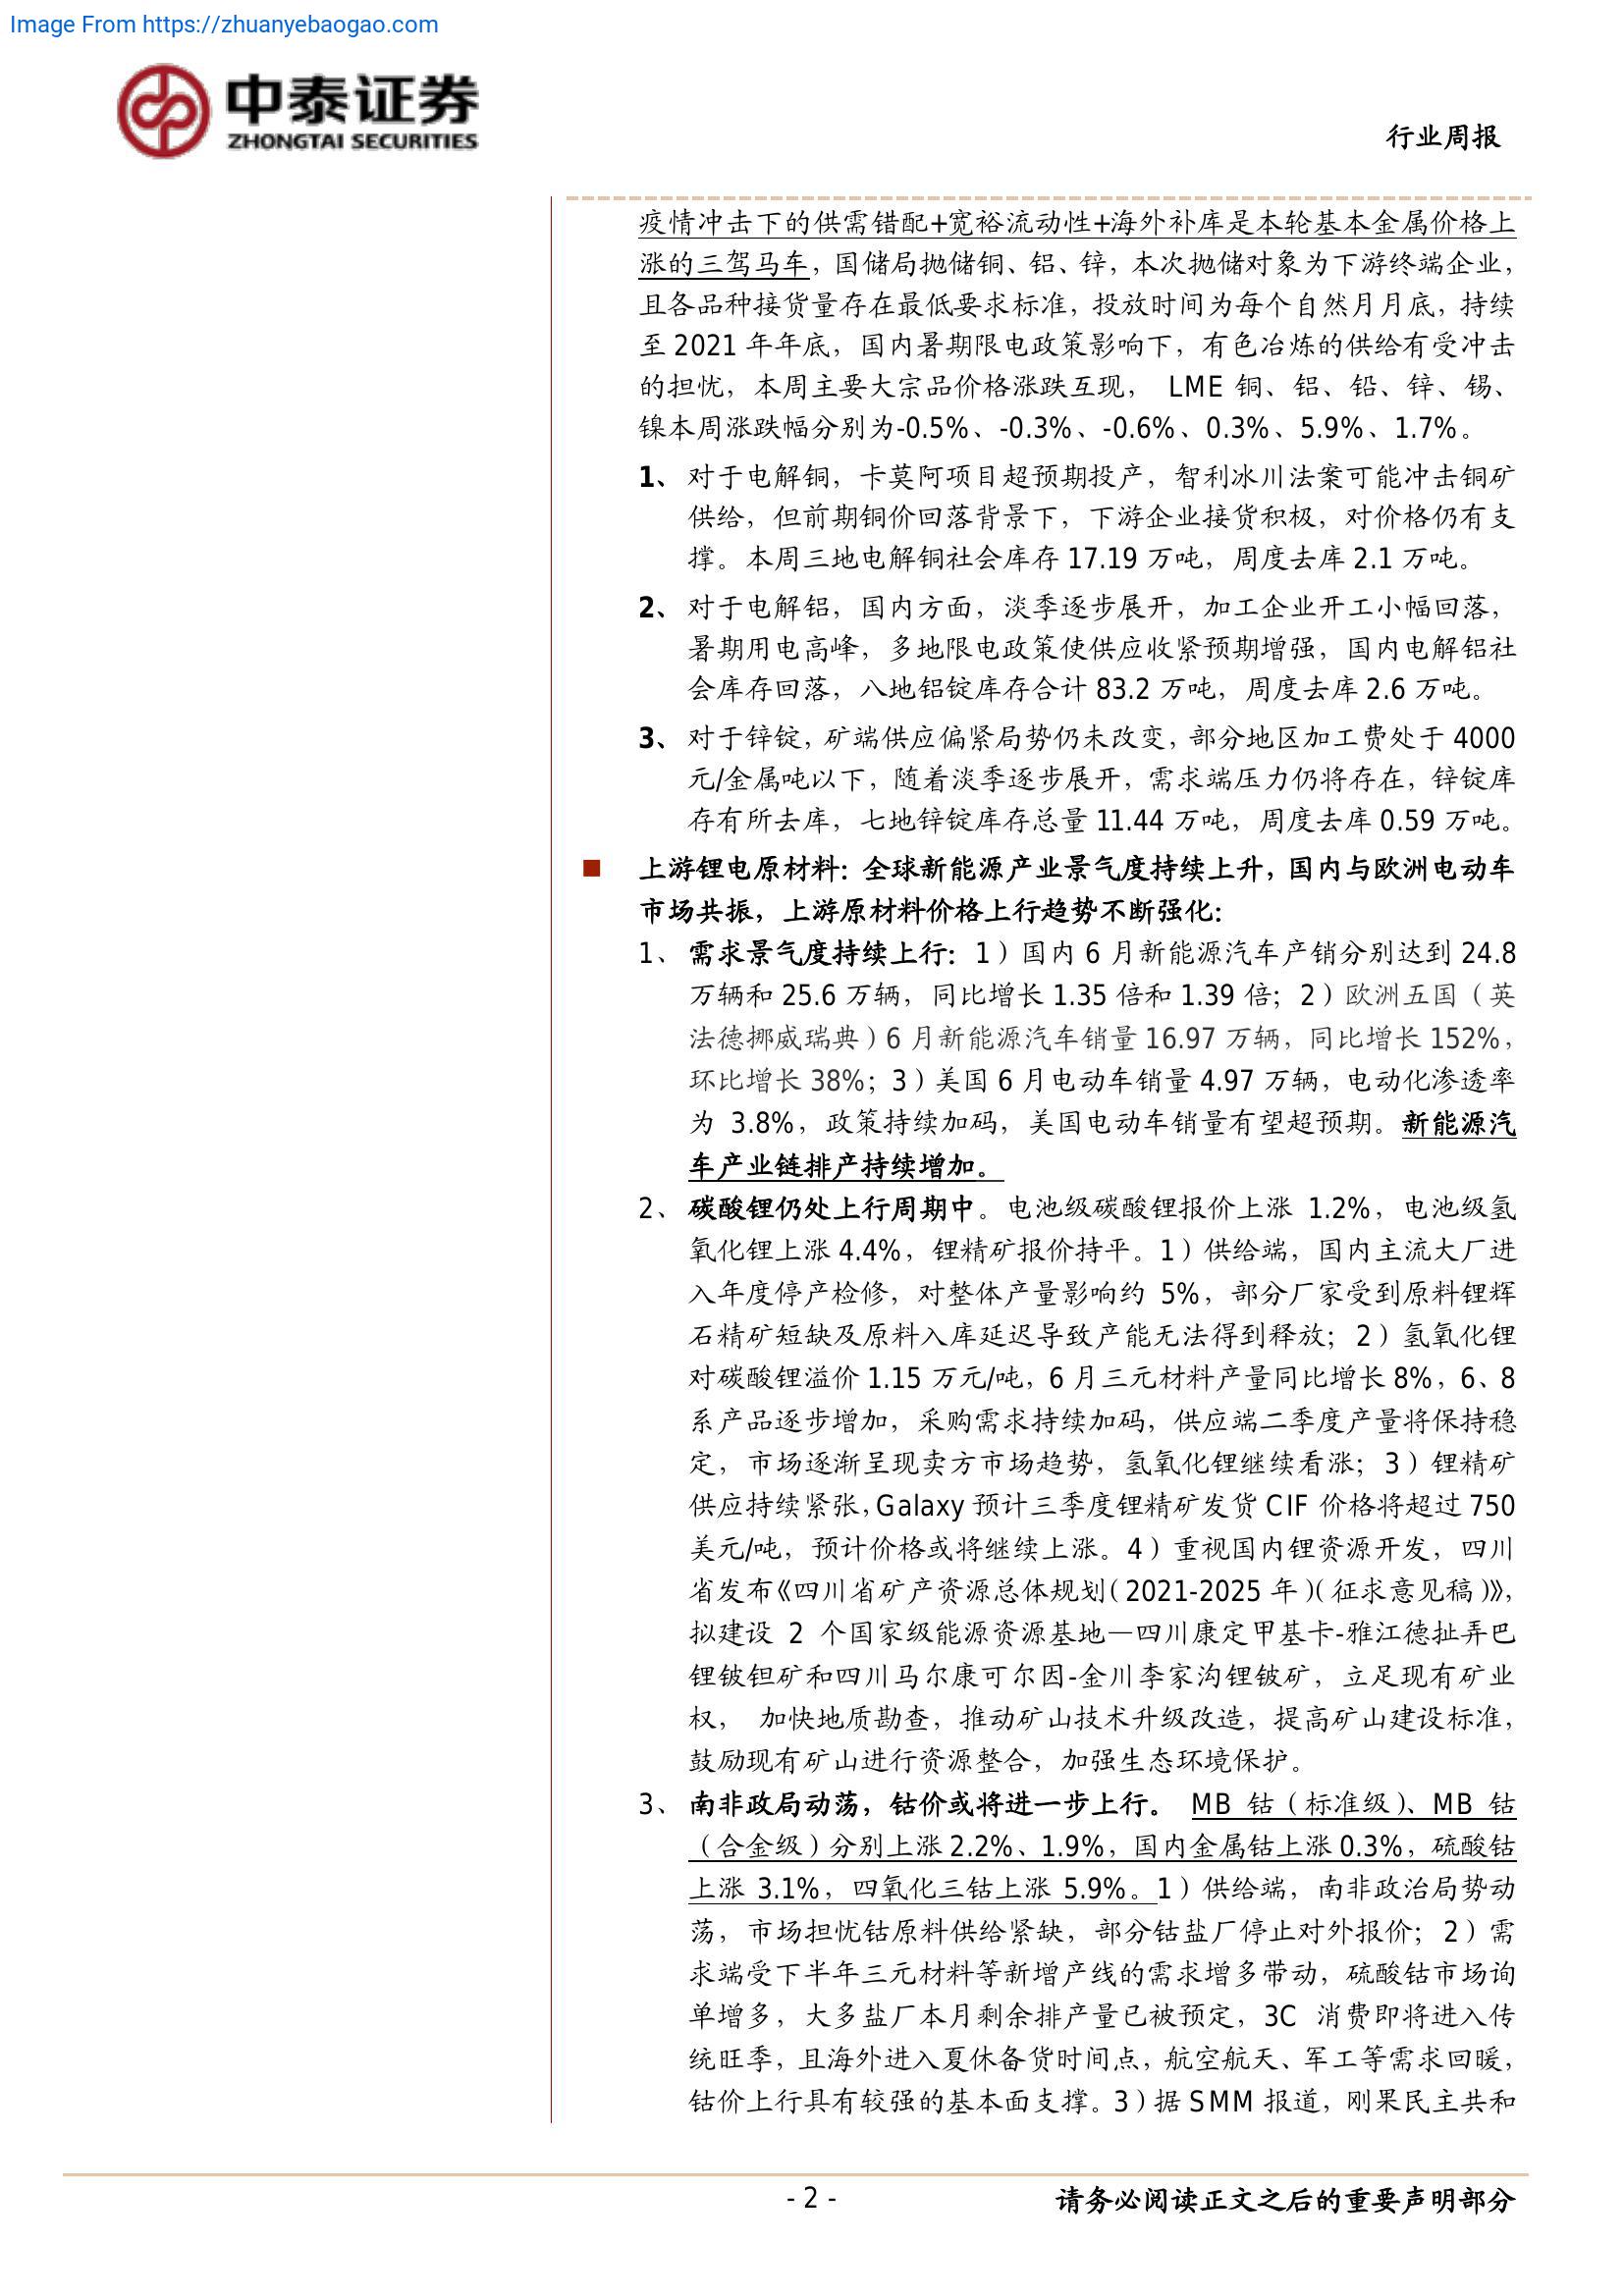 Image From https://zhuanyebaogao.com
中泰证券
ZHONGTAI SECURITIES
行业周报
疫情冲击下的供需错配+宽裕流动性+海外补库是本轮基本金属价格上
涨的三驾马车，国储局抛储铜、铝、锌，本次抛储对象为下游终端企业，
且各品种接货量存在最低要求标准，投放时间为每个自然月月底，持续
至 2021 年年底，国内暑期限电政策影响下，有色冶炼的供给有受冲击
的担忧，本周主要大宗品价格涨跌互现， LME 铜、铝、铅、锌、锡、
镍本周涨跌幅分别为-0.5%、-0.3%、-0.6%、0.3%、5.9%、1.7%。
1、 对于电解铜，卡莫阿项目超预期投产，智利冰川法案可能冲击铜矿
供给，但前期铜价回落背景下，下游企业接货积极，对价格仍有支
撑。本周三地电解铜社会库存 17.19 万吨，周度去库 2.1 万吨。
2、 对于电解铝，国内方面，淡季逐步展开，加工企业开工小幅回落，
暑期用电高峰，多地限电政策使供应收紧预期增强，国内电解铝社
会库存回落，八地铝锭库存合计 83.2 万吨，周度去库 2.6 万吨。
3、 对于锌锭，矿端供应偏紧局势仍未改变，部分地区加工费处于 4000
元/金属吨以下，随着淡季逐步展开，需求端压力仍将存在，锌锭库
存有所去库，七地锌锭库存总量 11.44 万吨，周度去库 0.59 万吨。
■ 上游锂电原材料：全球新能源产业景气度持续上升，国内与欧洲电动车
市场共振，上游原材料价格上行趋势不断强化：
1、 需求景气度持续上行：1）国内 6 月新能源汽车产销分别达到 24.8
万辆和 25.6 万辆，同比增长 1.35 倍和 1.39 倍；2）欧洲五国（英
法德挪威瑞典）6 月新能源汽车销量 16.97 万辆，同比增长 152%，
环比增长 38%；3）美国 6 月电动车销量 4.97 万辆，电动化渗透率
为 3.8%，政策持续加码，美国电动车销量有望超预期。新能源汽
车产业链排产持续增加。
2、 碳酸锂仍处上行周期中。电池级碳酸锂报价上涨 1.2%，电池级氢
氧化锂上涨 4.4%，锂精矿报价持平。1）供给端，国内主流大厂进
入年度停产检修，对整体产量影响约 5%，部分厂家受到原料锂辉
石精矿短缺及原料入库延迟导致产能无法得到释放；2）氢氧化锂
对碳酸锂溢价 1.15 万元/吨，6 月三元材料产量同比增长 8%，6、8
系产品逐步增加，采购需求持续加码，供应端二季度产量将保持稳
定，市场逐渐呈现卖方市场趋势，氢氧化锂继续看涨；3）锂精矿
供应持续紧张，Galaxy 预计三季度锂精矿发货 CIF 价格将超过 750
美元/吨，预计价格或将继续上涨。4）重视国内锂资源开发，四川
省发布《四川省矿产资源总体规划（2021-2025 年）（征求意见稿）》，
拟建设 2 个国家级能源资源基地—四川康定甲基卡-雅江德扯弄巴
锂铍钽矿和四川马尔康可尔因-金川李家沟锂铍矿，立足现有矿业
权， 加快地质勘查，推动矿山技术升级改造，提高矿山建设标准，
鼓励现有矿山进行资源整合，加强生态环境保护。
3、 南非政局动荡，钴价或将进一步上行。 MB 钴（标准级）、MB 钴
（合金级）分别上涨 2.2%、1.9%，国内金属钴上涨 0.3%，硫酸钴
上涨 3.1%，四氧化三钴上涨 5.9%。1）供给端，南非政治局势动
荡，市场担忧钴原料供给紧缺，部分钴盐厂停止对外报价；2）需
求端受下半年三元材料等新增产线的需求增多带动，硫酸钴市场询
单增多，大多盐厂本月剩余排产量已被预定，3C 消费即将进入传
统旺季，且海外进入夏休备货时间点，航空航天、军工等需求回暖，
钴价上行具有较强的基本面支撑。3）据 SMM 报道，刚果民主共和
- 2 -
请务必阅读正文之后的重要声明部分